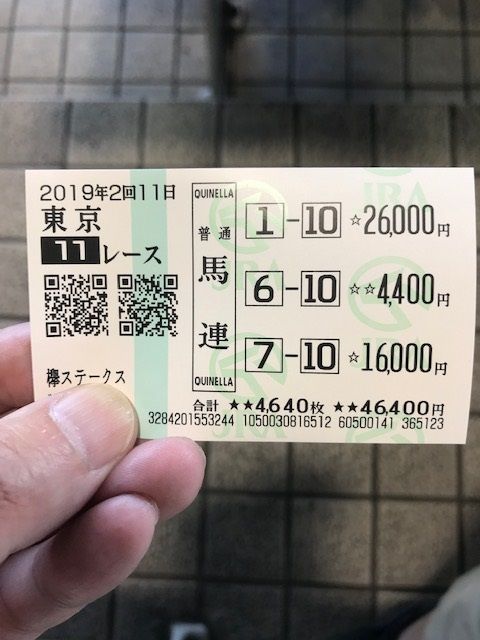 2019年2回11日
東京
11レース
欅ステークス
QUINELLA
普通
馬連
QUINELLA
1-10 ☆26,000円
6-10 ☆☆4,400円
7-10 ☆16,000円
合計 ★★4,640枚 ★★46,400円
3284201553244 1050030816512 60500141 365123
JRA
JRA